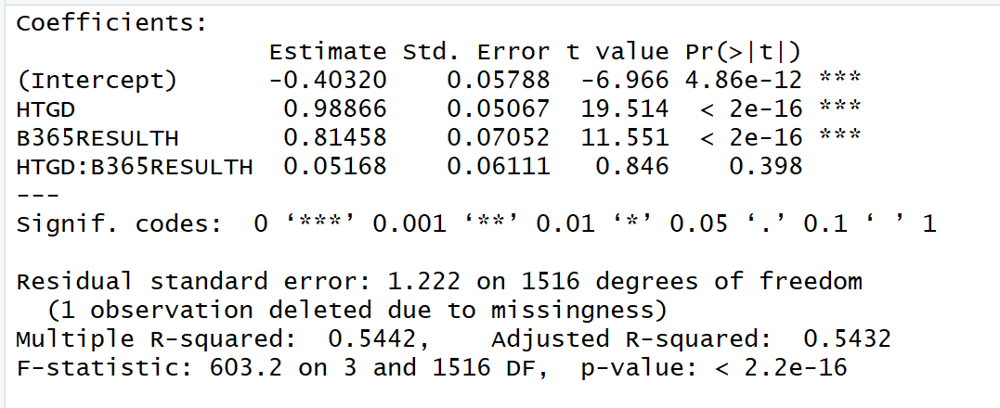 Coefficients:
Estimate Std. Error t value Pr(>|t|)
(Intercept) -0.40320 0.05788 -6.966 4.86e-12 ***
HTGD 0.98866 0.05067 19.514 < 2e-16 ***
B365RESULTH 0.81458 0.07052 11.551 < 2e-16 ***
HTGD:B365RESULTH 0.05168 0.06111 0.846 0.398
---
Signif. codes: 0 ‘***’ 0.001 ‘**’ 0.01 ‘*’ 0.05 ‘.’ 0.1 ‘ ’ 1
Residual standard error: 1.222 on 1516 degrees of freedom
(1 observation deleted due to missingness)
Multiple R-squared: 0.5442, Adjusted R-squared: 0.5432
F-statistic: 603.2 on 3 and 1516 DF, p-value: < 2.2e-16